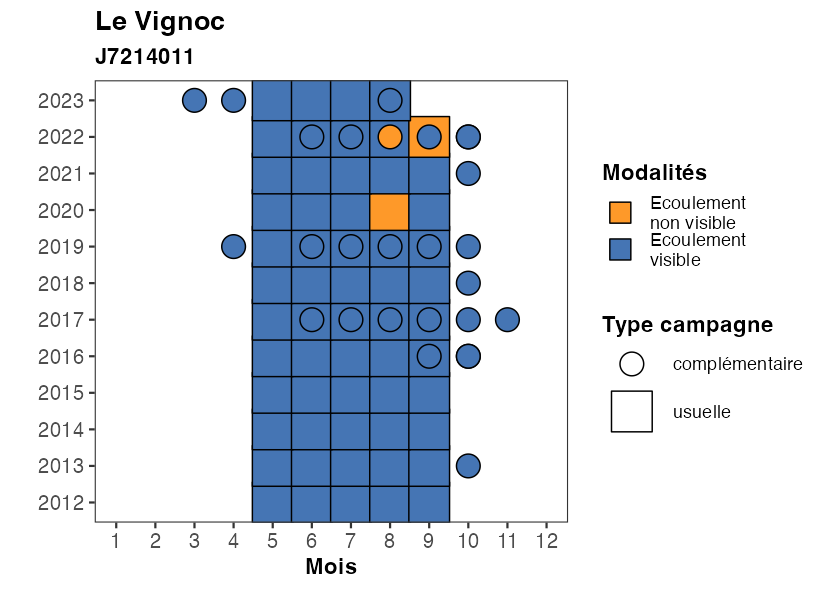 Le Vignoc
J7214011
2023
2022
2021
2020
2019
2018
2017
2016
2015
2014
2013
2012
1 2 3 4 5 6 7 8 9 10 11 12
Mois
Modalités
Ecoulement
non visible
Ecoulement
visible
Type campagne
complémentaire
usuelle